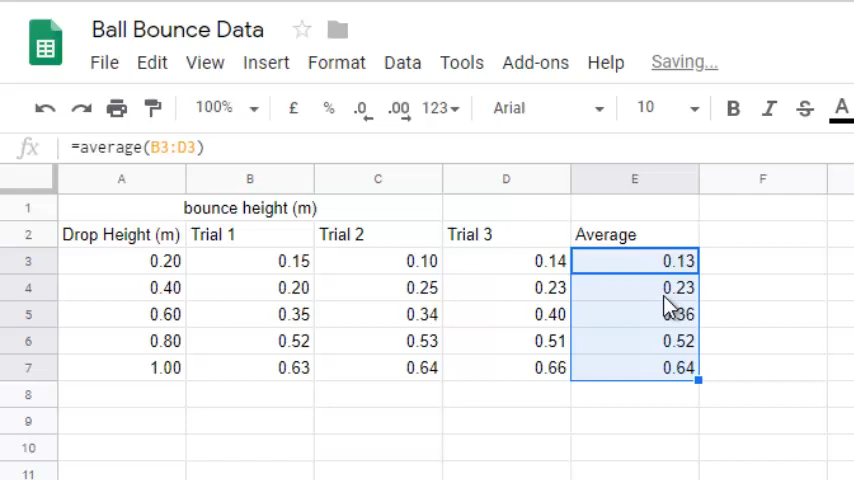 Ball Bounce Data
File Edit View Insert Format Data Tools Add-ons Help Saving...
100% £ % .0 .00 123 Arial 10 B I S A
fx =average(B3:D3)
A B C D E F
1 bounce height (m)
2 Drop Height (m) Trial 1 Trial 2 Trial 3 Average
3 0.20 0.15 0.10 0.14 0.13
4 0.40 0.20 0.25 0.23 0.23
5 0.60 0.35 0.34 0.40 0.36
6 0.80 0.52 0.53 0.51 0.52
7 1.00 0.63 0.64 0.66 0.64
8
9
10
11